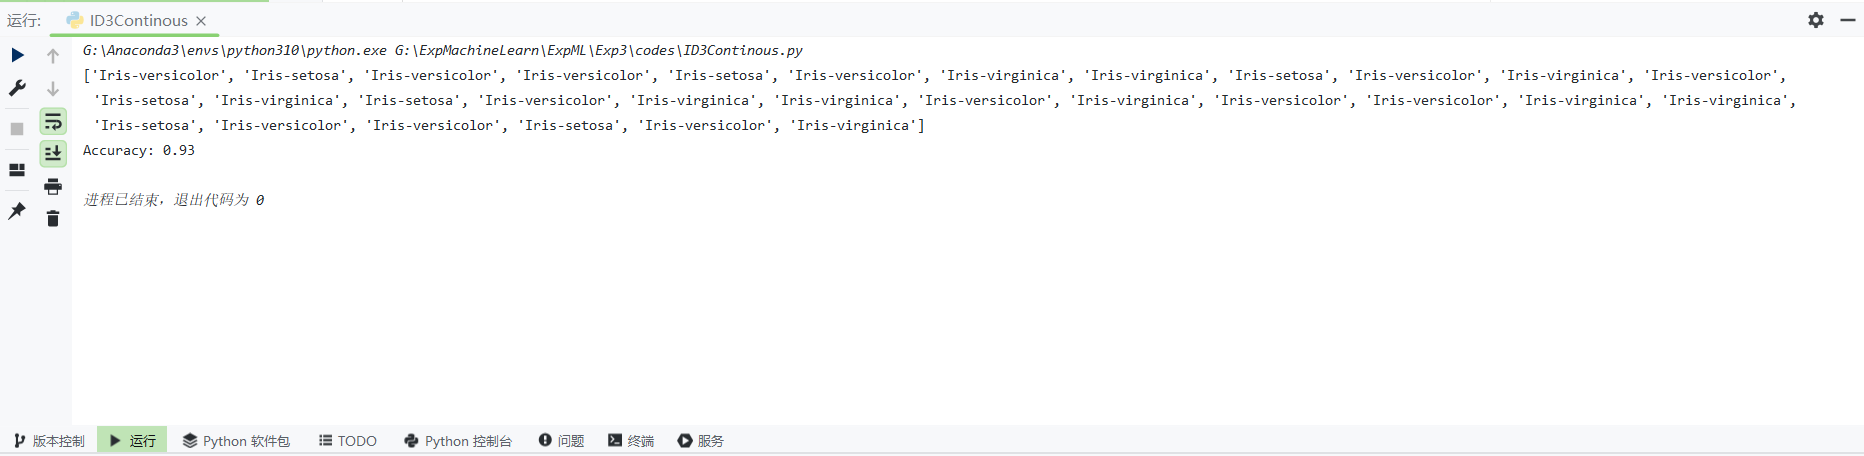 运行: ID3Continous
G:\Anaconda3\envs\python310\python.exe G:\ExpMachineLearn\ExpML\Exp3\codes\ID3Continous.py
['Iris-versicolor', 'Iris-setosa', 'Iris-versicolor', 'Iris-versicolor', 'Iris-setosa', 'Iris-versicolor', 'Iris-virginica', 'Iris-virginica', 'Iris-setosa', 'Iris-versicolor', 'Iris-virginica', 'Iris-versicolor',
'Iris-setosa', 'Iris-virginica', 'Iris-setosa', 'Iris-versicolor', 'Iris-virginica', 'Iris-virginica', 'Iris-versicolor', 'Iris-virginica', 'Iris-versicolor', 'Iris-versicolor', 'Iris-virginica', 'Iris-virginica',
'Iris-setosa', 'Iris-versicolor', 'Iris-versicolor', 'Iris-setosa', 'Iris-versicolor', 'Iris-virginica']
Accuracy: 0.93
进程已结束，退出代码为 0
版本控制 运行 Python 软件包 TODO Python 控制台 问题 终端 服务